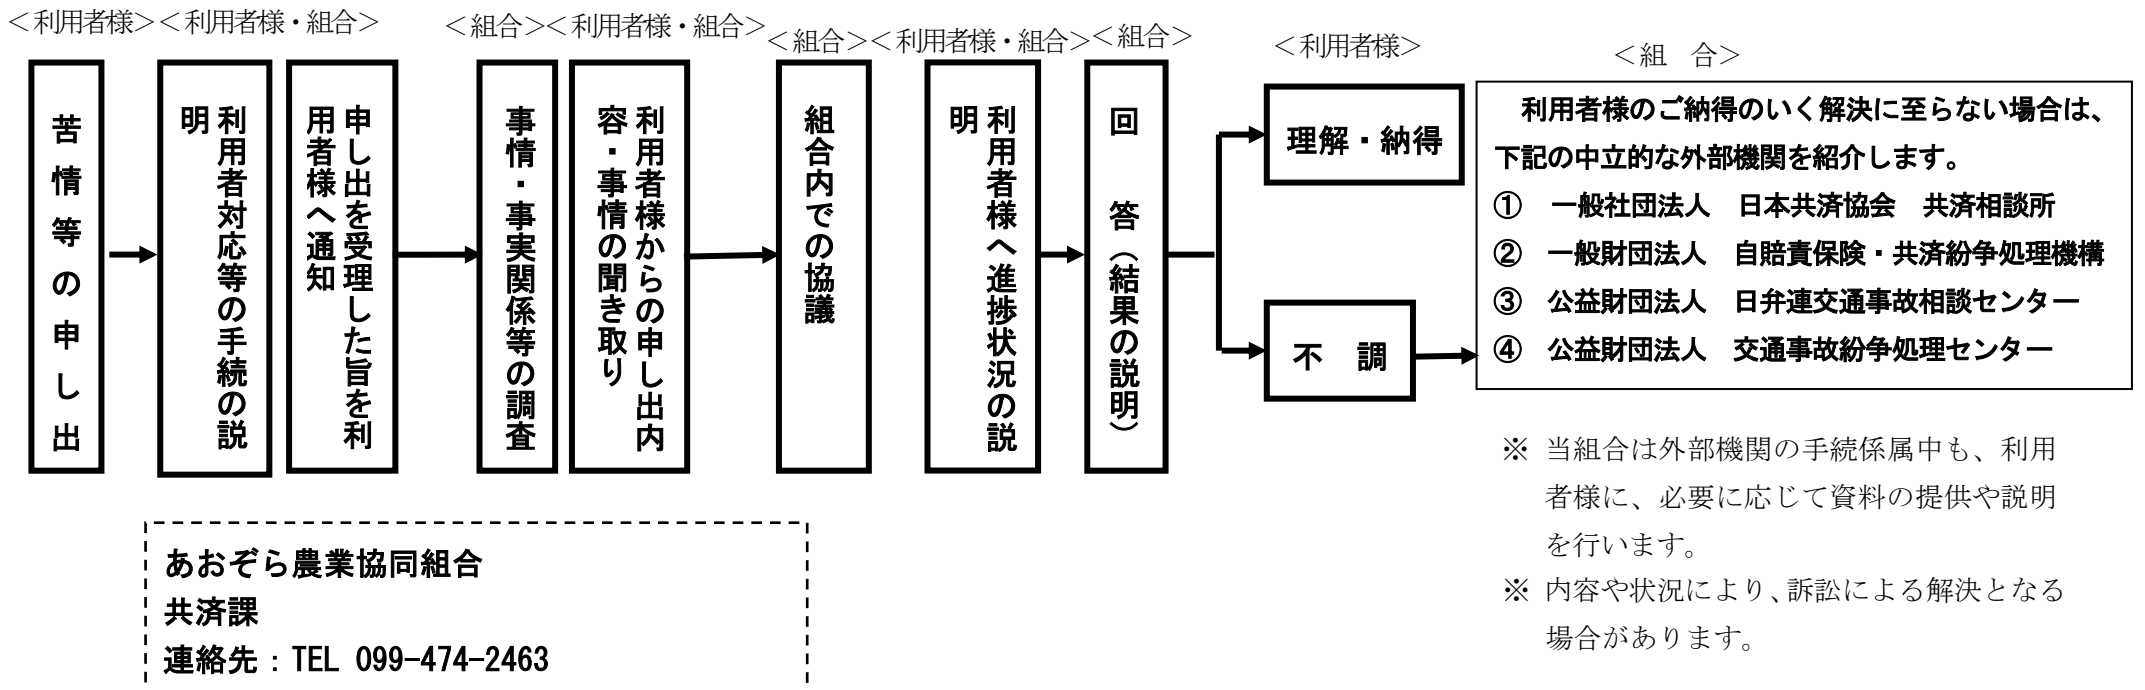 ＜利用者様＞
＜利用者様・組合＞
＜組合＞
＜利用者様・組合＞
＜組合＞
＜利用者様・組合＞
＜組合＞
＜利用者様＞
＜組　合＞
苦情等の申し出
利用者対応等の手続の説
明
申し出を受理した旨を利
用者様へ通知
事情・事実関係等の調査
利用者様からの申し出内
容・事情の聞き取り
組合内での協議
利用者様へ進捗状況の説
明
回　答（結果の説明）
理解・納得
不　調
利用者様のご納得のいく解決に至らない場合は、
下記の中立的な外部機関を紹介します。
①　一般社団法人　日本共済協会　共済相談所
②　一般財団法人　自賠責保険・共済紛争処理機構
③　公益財団法人　日弁連交通事故相談センター
④　公益財団法人　交通事故紛争処理センター
※ 当組合は外部機関の手続係属中も、利用
者様に、必要に応じて資料の提供や説明
を行います。
※ 内容や状況により、訴訟による解決となる
場合があります。
あおぞら農業協同組合
共済課
連絡先：TEL 099-474-2463